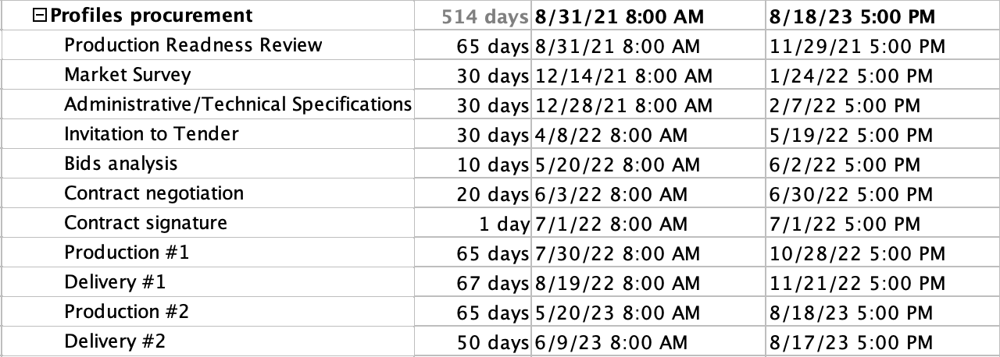 Profiles procurement 514 days 8/31/21 8:00 AM 8/18/23 5:00 PM
Production Readness Review 65 days 8/31/21 8:00 AM 11/29/21 5:00 PM
Market Survey 30 days 12/14/21 8:00 AM 1/24/22 5:00 PM
Administrative/Technical Specifications 30 days 12/28/21 8:00 AM 2/7/22 5:00 PM
Invitation to Tender 30 days 4/8/22 8:00 AM 5/19/22 5:00 PM
Bids analysis 10 days 5/20/22 8:00 AM 6/2/22 5:00 PM
Contract negotiation 20 days 6/3/22 8:00 AM 6/30/22 5:00 PM
Contract signature 1 day 7/1/22 8:00 AM 7/1/22 5:00 PM
Production #1 65 days 7/30/22 8:00 AM 10/28/22 5:00 PM
Delivery #1 67 days 8/19/22 8:00 AM 11/21/22 5:00 PM
Production #2 65 days 5/20/23 8:00 AM 8/18/23 5:00 PM
Delivery #2 50 days 6/9/23 8:00 AM 8/17/23 5:00 PM